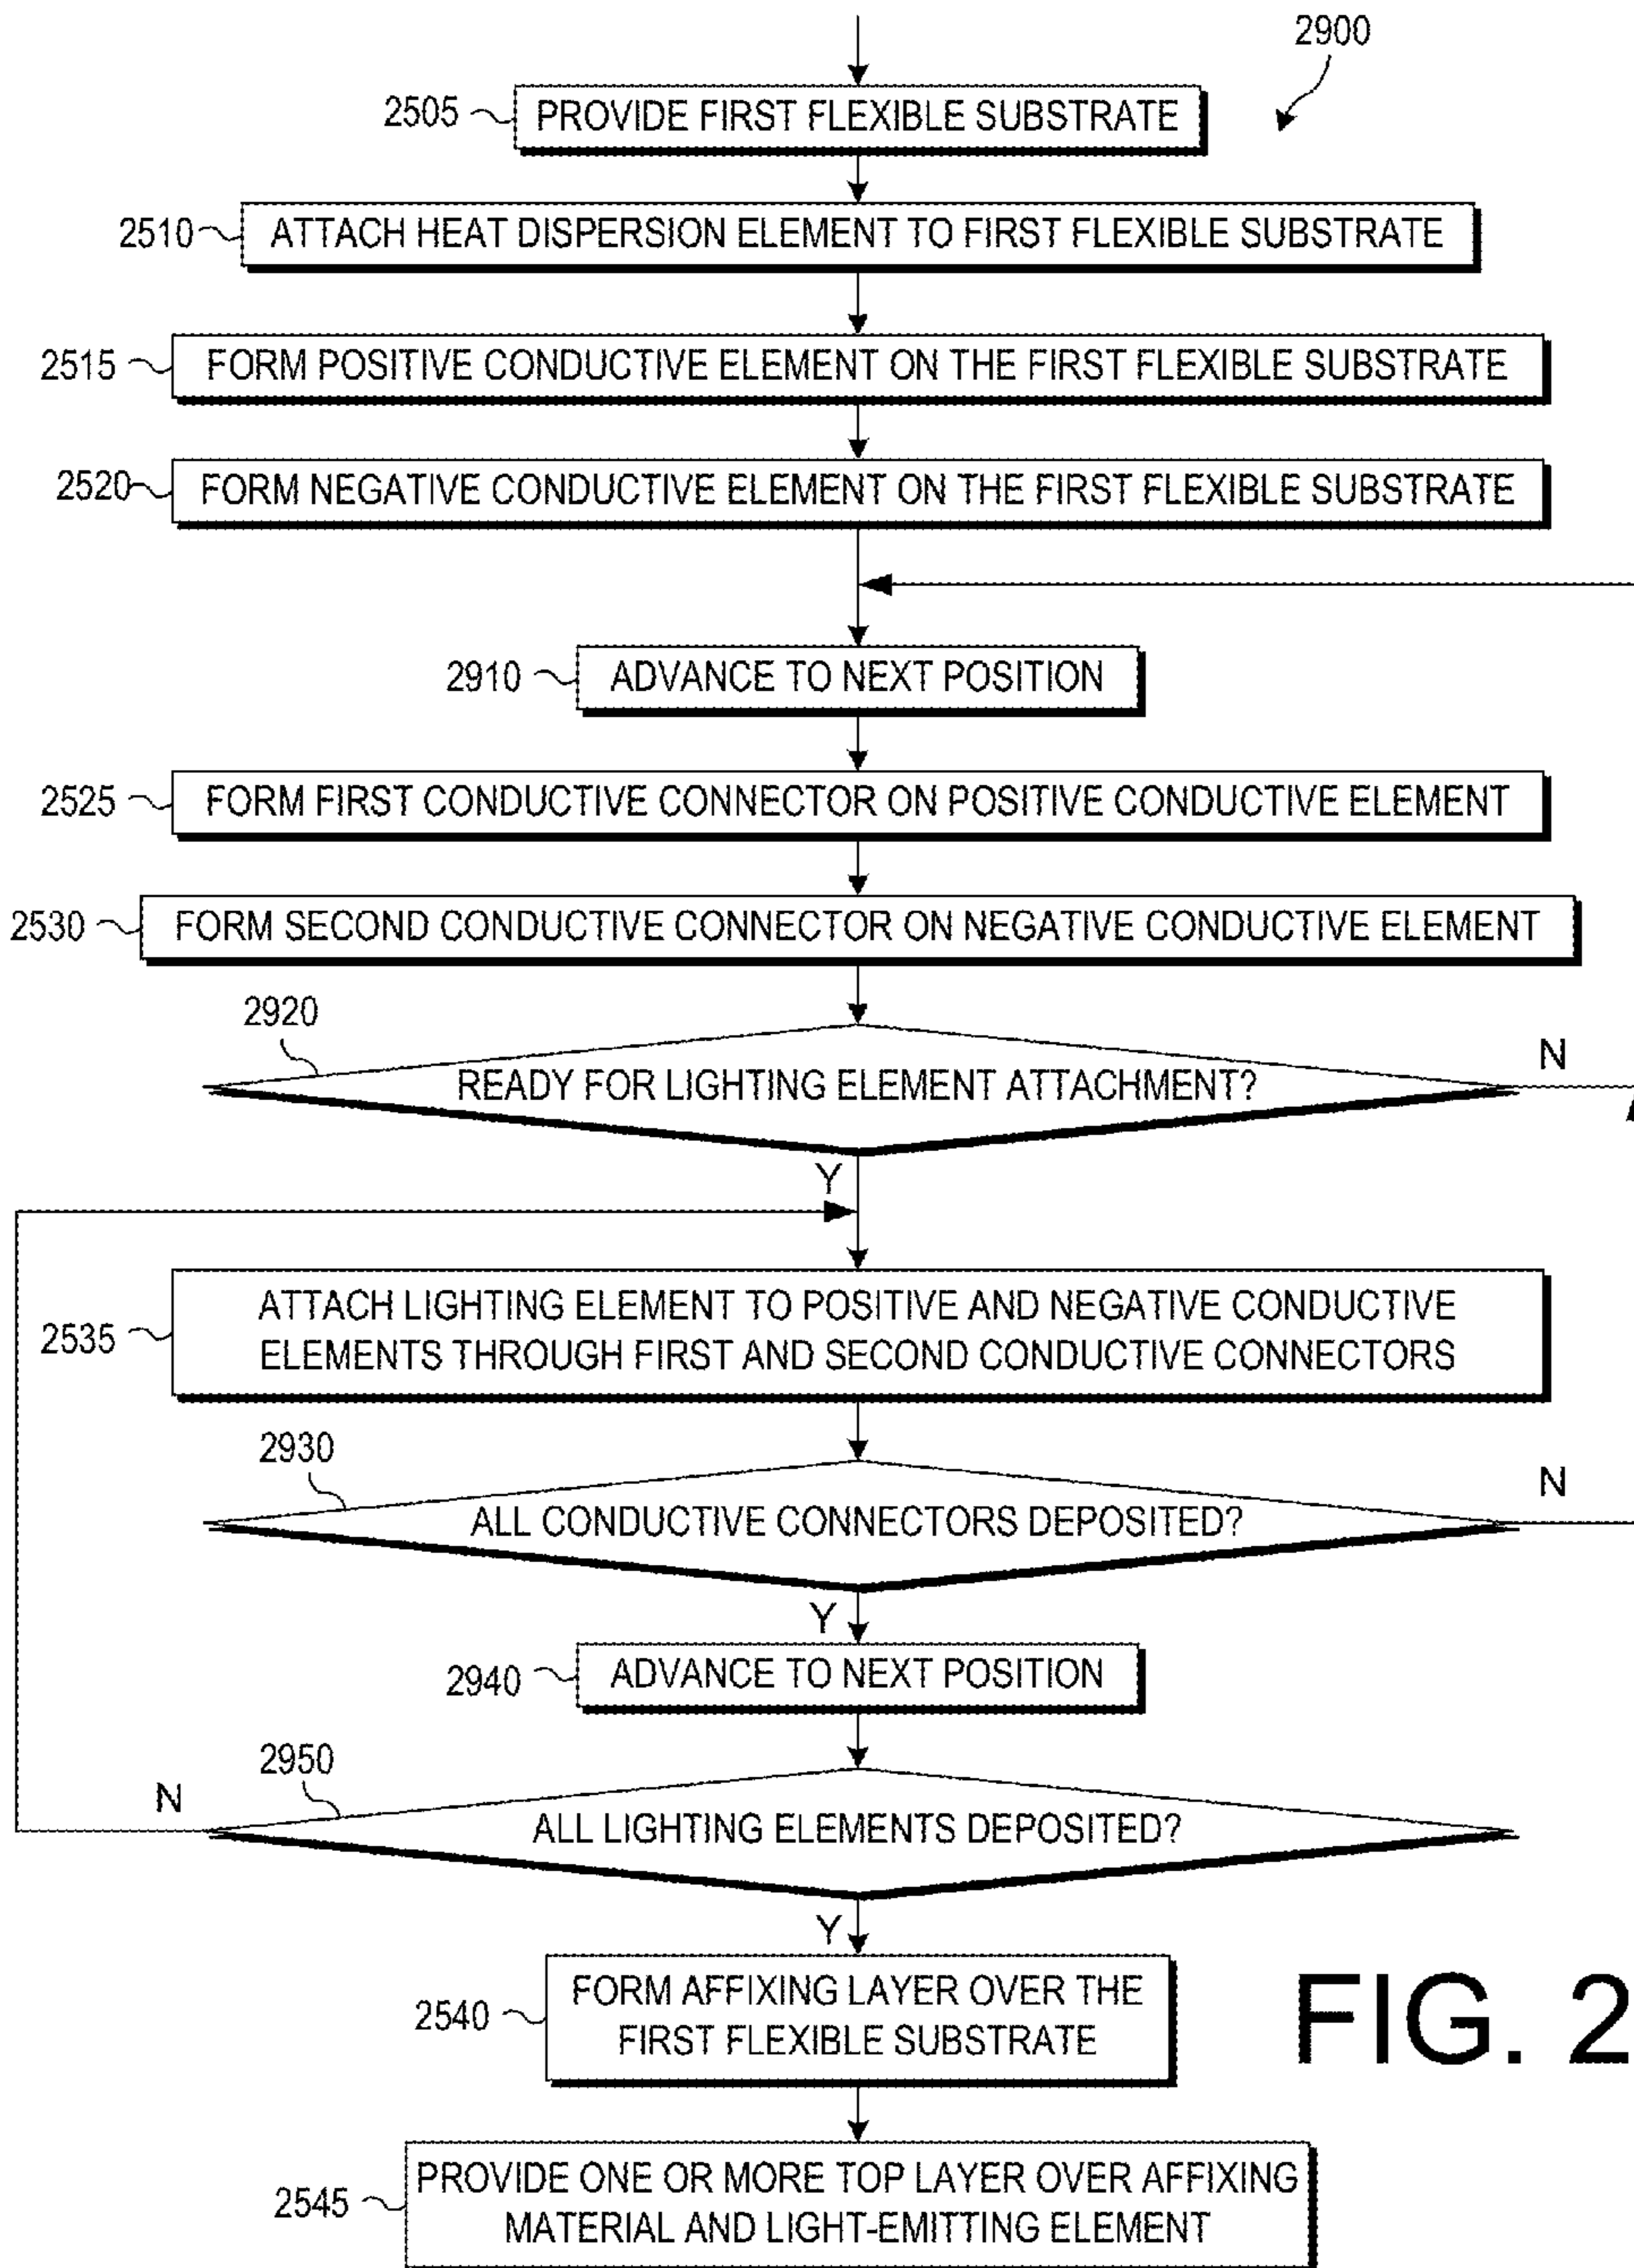 2900
2505 PROVIDE FIRST FLEXIBLE SUBSTRATE
2510 ATTACH HEAT DISPERSION ELEMENT TO FIRST FLEXIBLE SUBSTRATE
2515 FORM POSITIVE CONDUCTIVE ELEMENT ON THE FIRST FLEXIBLE SUBSTRATE
2520 FORM NEGATIVE CONDUCTIVE ELEMENT ON THE FIRST FLEXIBLE SUBSTRATE
2910 ADVANCE TO NEXT POSITION
2525 FORM FIRST CONDUCTIVE CONNECTOR ON POSITIVE CONDUCTIVE ELEMENT
2530 FORM SECOND CONDUCTIVE CONNECTOR ON NEGATIVE CONDUCTIVE ELEMENT
2920
N
READY FOR LIGHTING ELEMENT ATTACHMENT?
Y
2535
ATTACH LIGHTING ELEMENT TO POSITIVE AND NEGATIVE CONDUCTIVE
ELEMENTS THROUGH FIRST AND SECOND CONDUCTIVE CONNECTORS
2930
N
ALL CONDUCTIVE CONNECTORS DEPOSITED?
Y
2940 ADVANCE TO NEXT POSITION
2950
N
ALL LIGHTING ELEMENTS DEPOSITED?
Y
2540
FORM AFFIXING LAYER OVER THE
FIRST FLEXIBLE SUBSTRATE
FIG. 2
2545
PROVIDE ONE OR MORE TOP LAYER OVER AFFIXING
MATERIAL AND LIGHT-EMITTING ELEMENT